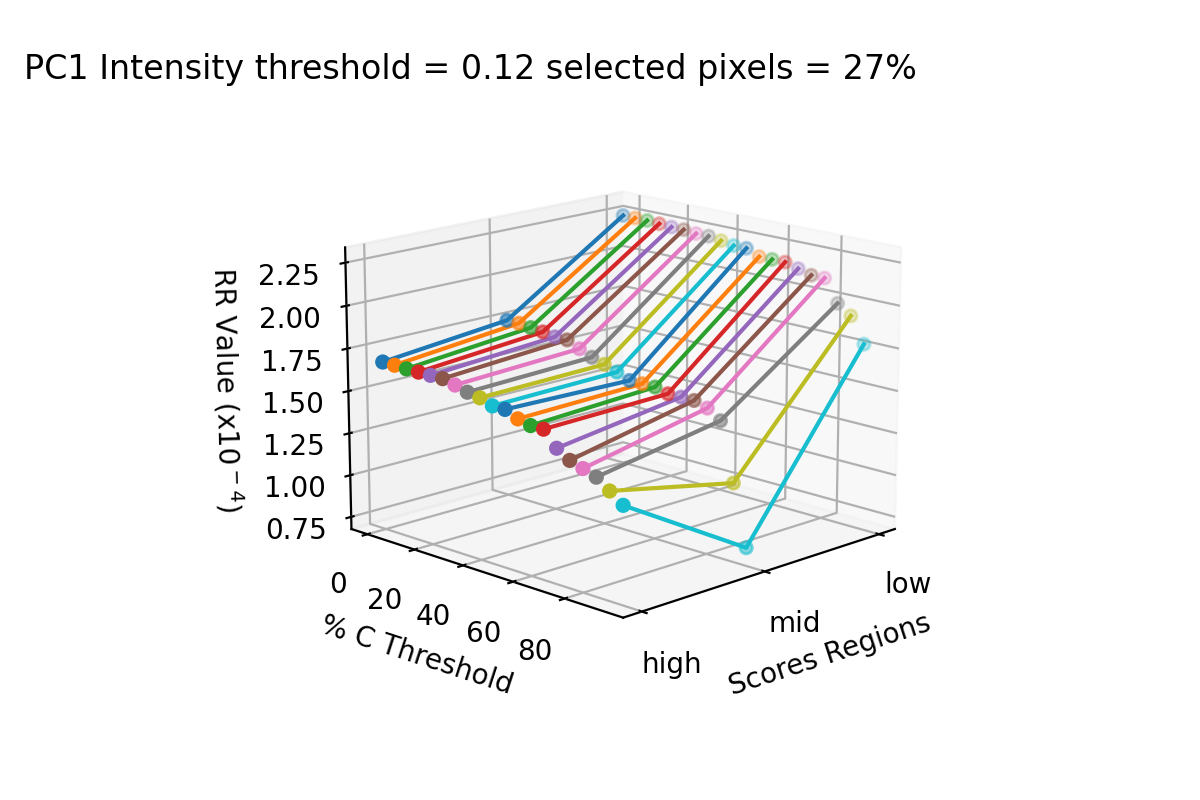 PC1 Intensity threshold = 0.12 selected pixels = 27%
RR Value (x10⁻⁴)
2.25
2.00
1.75
1.50
1.25
1.00
0.75
0
20
40
60
80
% C Threshold
high
mid
low
Scores Regions